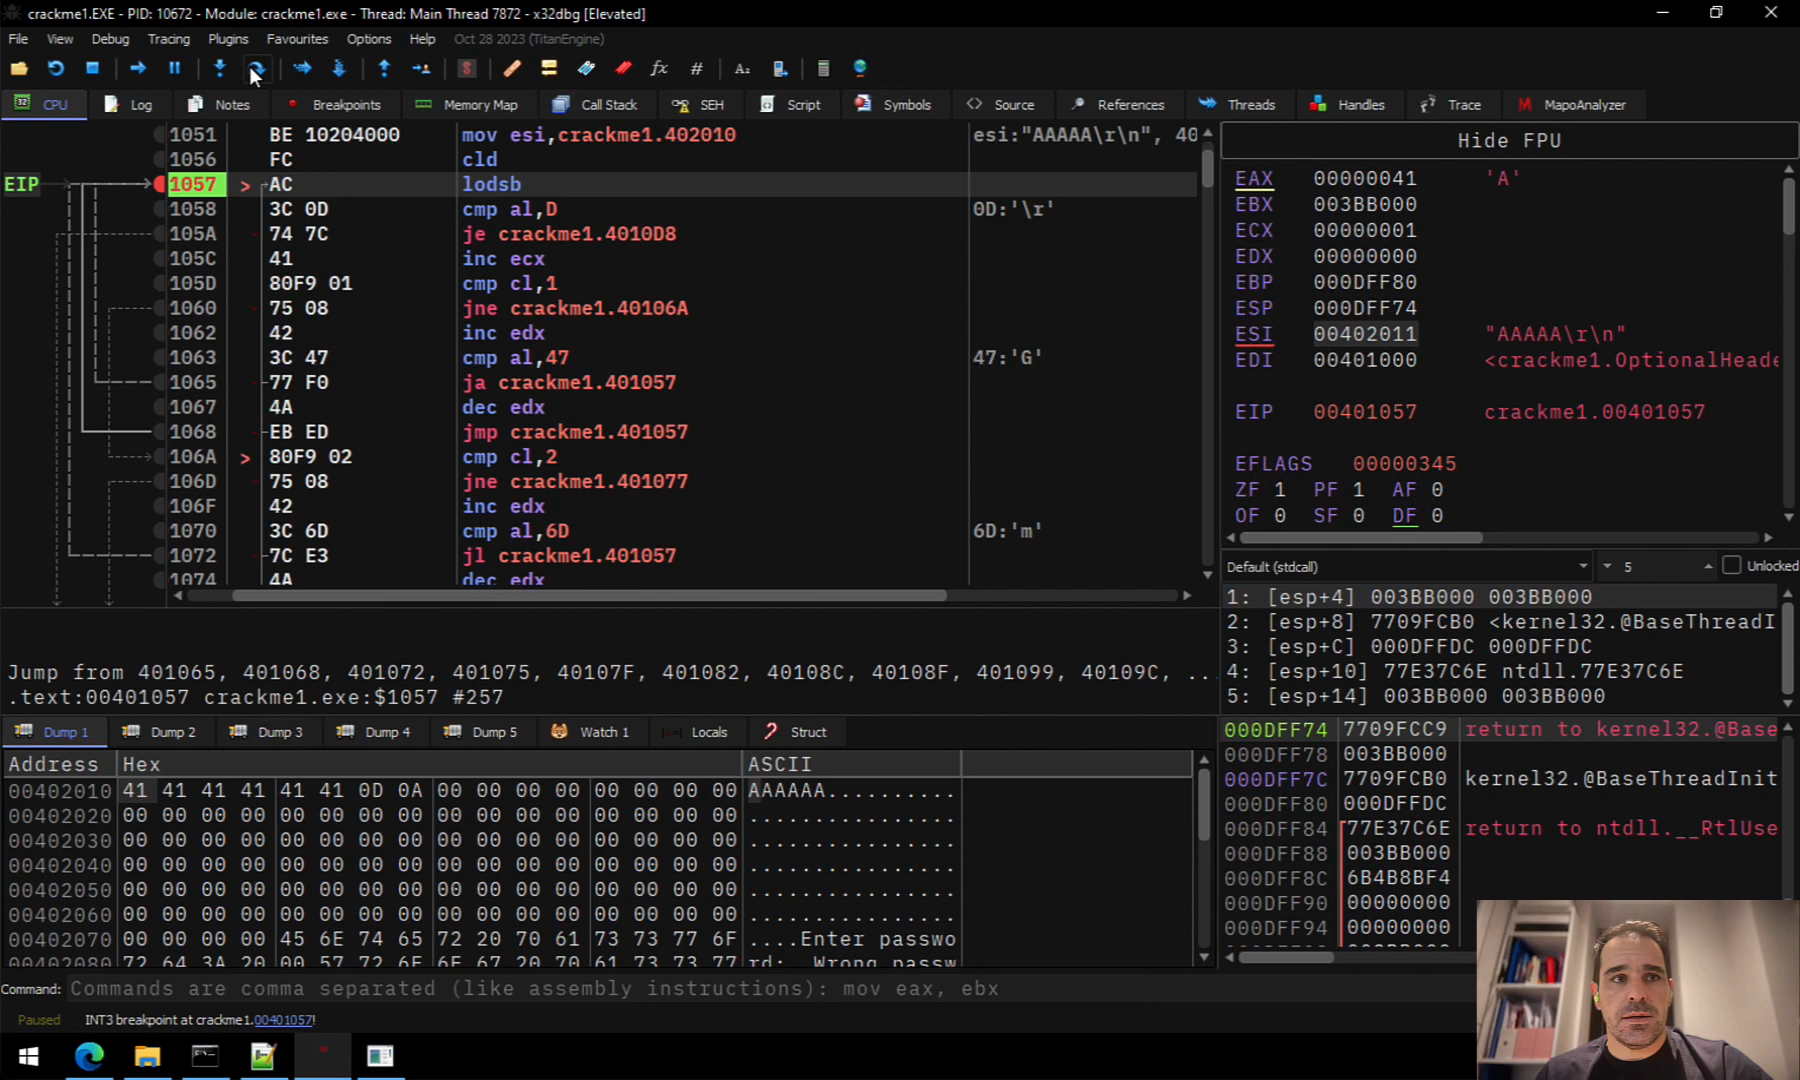 crackme1.EXE - PID: 10672 - Module: crackme1.exe - Thread: Main Thread 7872 - x32dbg [Elevated]
File View Debug Tracing Plugins Favourites Options Help Oct 28 2023 (TitanEngine)
CPU Log Notes Breakpoints Memory Map Call Stack SEH Script Symbols Source References Threads Handles Trace MapoAnalyzer
1051 BE 10204000 mov esi,crackme1.402010 esi:"AAAAA\r\n", 40
1056 FC cld
EIP 1057 > AC lodsb
1058 3C 0D cmp al,D 0D:'\r'
105A 74 7C je crackme1.4010D8
105C 41 inc ecx
105D 80F9 01 cmp cl,1
1060 75 08 jne crackme1.40106A
1062 42 inc edx
1063 3C 47 cmp al,47 47:'G'
1065 77 F0 ja crackme1.401057
1067 4A dec edx
1068 EB ED jmp crackme1.401057
106A > 80F9 02 cmp cl,2
106D 75 08 jne crackme1.401077
106F 42 inc edx
1070 3C 6D cmp al,6D 6D:'m'
1072 7C E3 jl crackme1.401057
1074 4A dec edx
Hide FPU
EAX 00000041 'A'
EBX 003BB000
ECX 00000001
EDX 00000000
EBP 000DFF80
ESP 000DFF74
ESI 00402011 "AAAAA\r\n"
EDI 00401000 <crackme1.OptionalHeade
EIP 00401057 crackme1.00401057
EFLAGS 00000345
ZF 1 PF 1 AF 0
OF 0 SF 0 DF 0
Default (stdcall) 5 Unlocked
1: [esp+4] 003BB000 003BB000
2: [esp+8] 7709FCB0 <kernel32.@BaseThreadI
3: [esp+C] 000DFFDC 000DFFDC
4: [esp+10] 77E37C6E ntdll.77E37C6E
5: [esp+14] 003BB000 003BB000
Jump from 401065, 401068, 401072, 401075, 40107F, 401082, 40108C, 40108F, 401099, 40109C, ...
.text:00401057 crackme1.exe:$1057 #257
Dump 1 Dump 2 Dump 3 Dump 4 Dump 5 Watch 1 Locals Struct
Address Hex ASCII
00402010 41 41 41 41 41 41 0D 0A 00 00 00 00 00 00 00 00 AAAAAA..........
00402020 00 00 00 00 00 00 00 00 00 00 00 00 00 00 00 00 ................
00402030 00 00 00 00 00 00 00 00 00 00 00 00 00 00 00 00 ................
00402040 00 00 00 00 00 00 00 00 00 00 00 00 00 00 00 00 ................
00402050 00 00 00 00 00 00 00 00 00 00 00 00 00 00 00 00 ................
00402060 00 00 00 00 00 00 00 00 00 00 00 00 00 00 00 00 ................
00402070 00 00 00 00 45 6E 74 65 72 20 70 61 73 73 77 6F ....Enter passwo
00402080 72 64 3A 20 00 57 72 6F 6E 67 20 70 61 73 73 77 rd: .Wrong passw
000DFF74 7709FCC9 return to kernel32.@Base
000DFF78 003BB000
000DFF7C 7709FCB0 kernel32.@BaseThreadInit
000DFF80 000DFFDC
000DFF84 77E37C6E return to ntdll.__RtlUse
000DFF88 003BB000
000DFF8C 6B4B8BF4
000DFF90 00000000
000DFF94 00000000
Command: Commands are comma separated (like assembly instructions): mov eax, ebx
Paused INT3 breakpoint at crackme1.00401057!